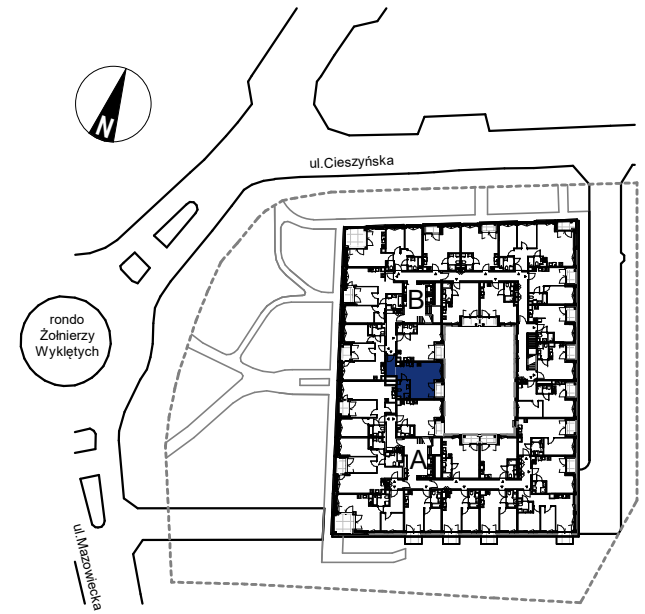 N
ul.Cieszyńska
rondo
Żołnierzy
Wyklętych
B
A
ul.Mazowiecka